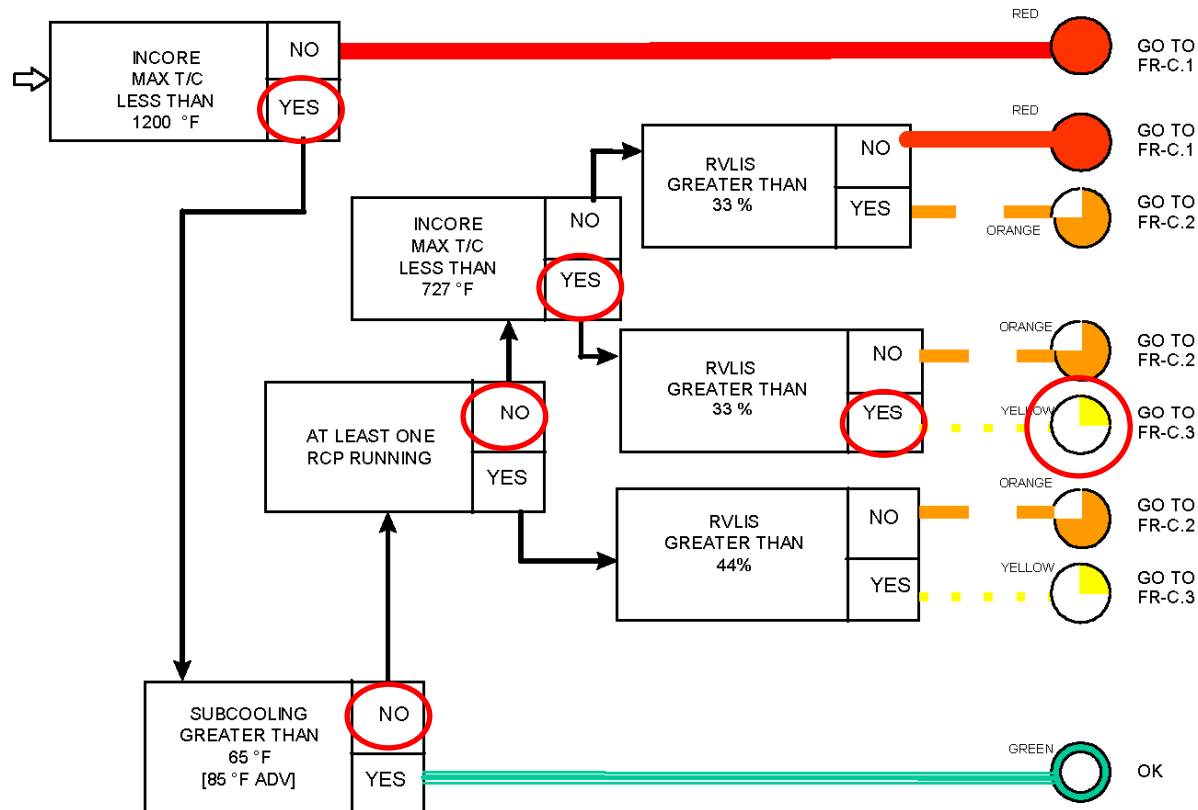 INCORE
MAX T/C
LESS THAN
1200 °F
NO
YES
RED
GO TO
FR-C.1
RVLIS
GREATER THAN
33 %
NO
YES
RED
GO TO
FR-C.1
ORANGE
GO TO
FR-C.2
INCORE
MAX T/C
LESS THAN
727 °F
NO
YES
RVLIS
GREATER THAN
33 %
NO
YES
ORANGE
GO TO
FR-C.2
YELLOW
GO TO
FR-C.3
AT LEAST ONE
RCP RUNNING
NO
YES
RVLIS
GREATER THAN
44%
NO
YES
ORANGE
GO TO
FR-C.2
YELLOW
GO TO
FR-C.3
SUBCOOLING
GREATER THAN
65 °F
[85 °F ADV]
NO
YES
GREEN
OK